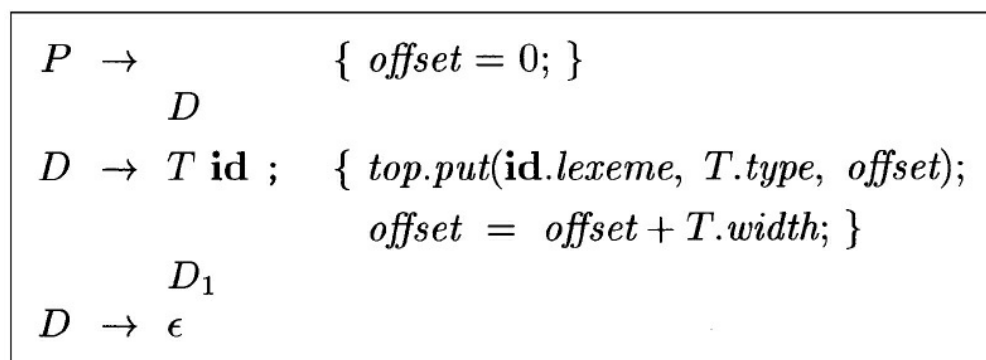 P → { offset = 0; }
D
D → T id ; { top.put(id.lexeme, T.type, offset);
offset = offset + T.width; }
D₁
D → ϵ